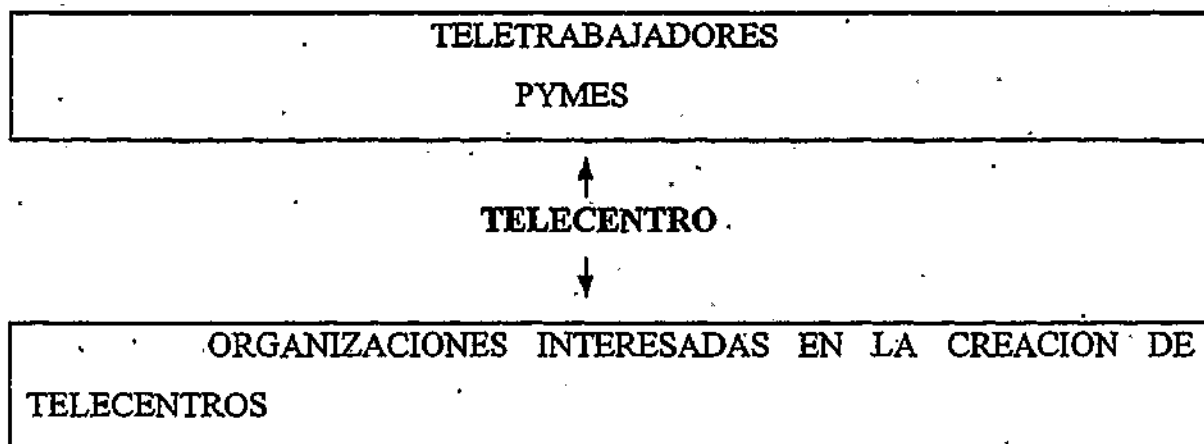 TELETRABAJADORES
PYMES
TELECENTRO
ORGANIZACIONES INTERESADAS EN LA CREACION DE
TELECENTROS